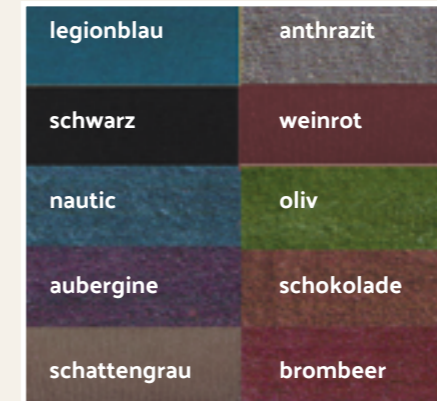 legionblau anthrazit
schwarz weinrot
nautic oliv
aubergine schokolade
schattengrau brombeer